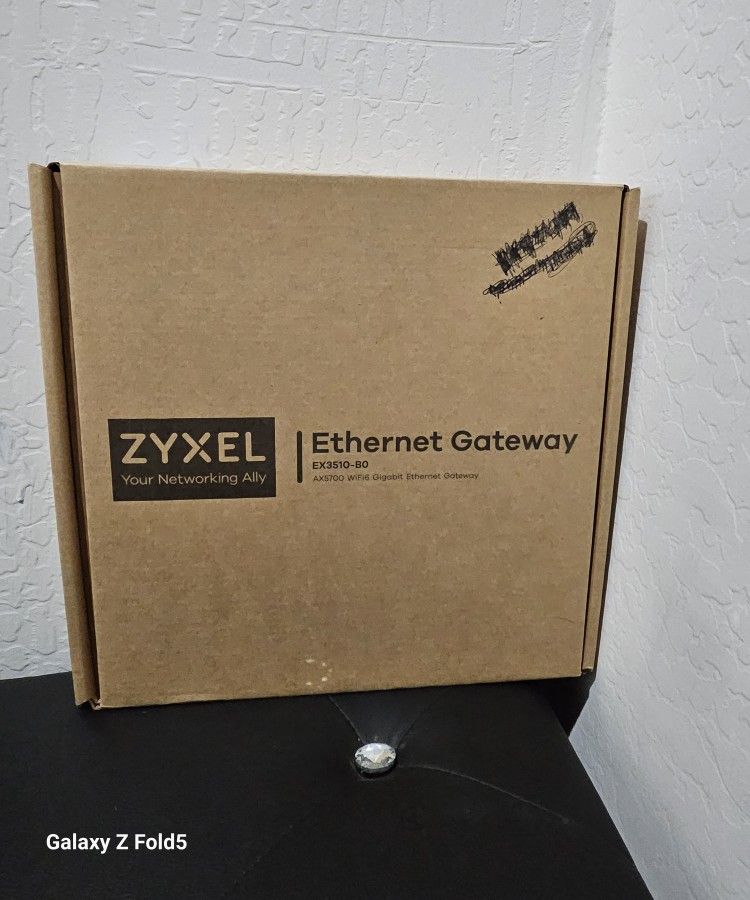 ZYXEL
Your Networking Ally
Ethernet Gateway
EX3510-B0
AX5700 WiFi6 Gigabit Ethernet Gateway
Galaxy Z Fold5